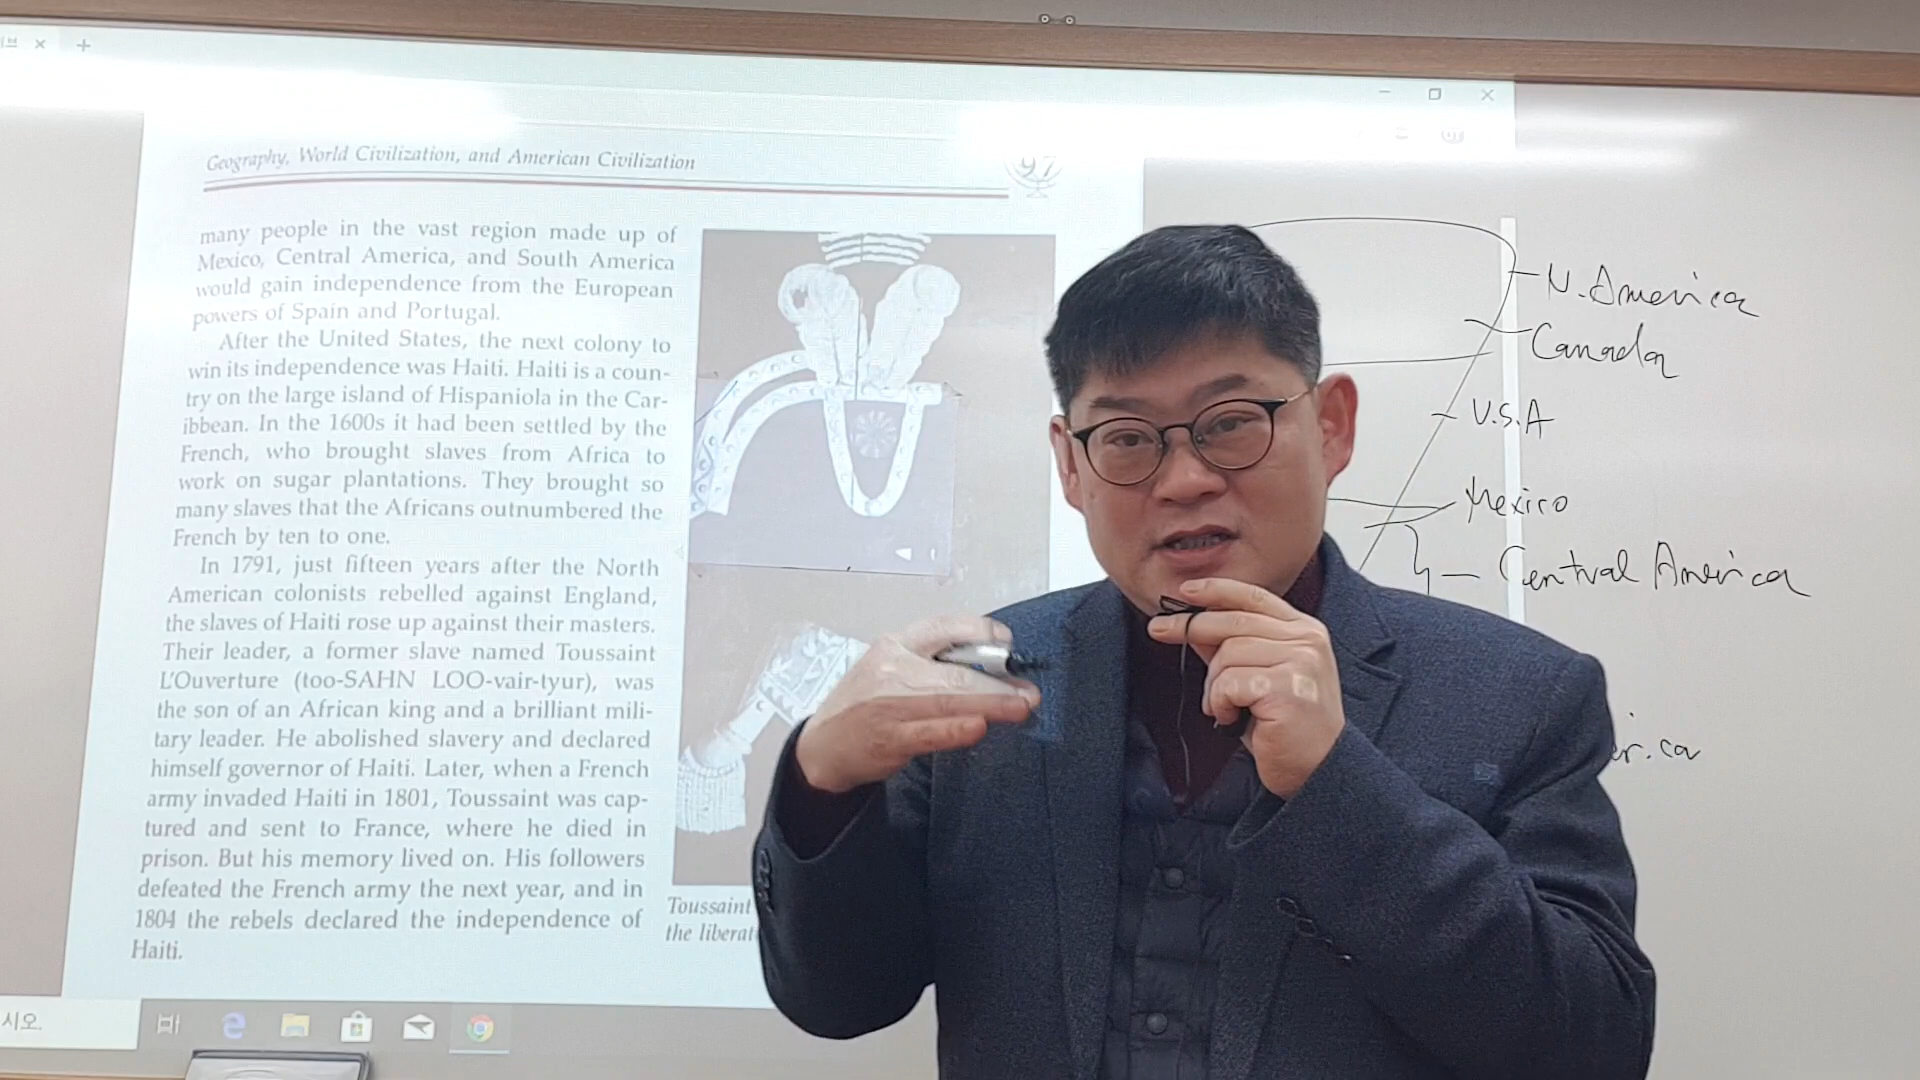 Geography, World Civilization, and American Civilization
97
many people in the vast region made up of
Mexico, Central America, and South America
would gain independence from the European
powers of Spain and Portugal.
After the United States, the next colony to
win its independence was Haiti. Haiti is a coun-
try on the large island of Hispaniola in the Car-
ibbean. In the 1600s it had been settled by the
French, who brought slaves from Africa to
work on sugar plantations. They brought so
many slaves that the Africans outnumbered the
French by ten to one.
In 1791, just fifteen years after the North
American colonists rebelled against England,
the slaves of Haiti rose up against their masters.
Their leader, a former slave named Toussaint
L'Ouverture (too-SAHN LOO-vair-tyur), was
the son of an African king and a brilliant mili-
tary leader. He abolished slavery and declared
himself governor of Haiti. Later, when a French
army invaded Haiti in 1801, Toussaint was cap-
tured and sent to France, where he died in
prison. But his memory lived on. His followers
defeated the French army the next year, and in
1804 the rebels declared the independence of
Haiti.
Toussaint
the liberat
N. America
Canada
U.S.A
Mexico
Central America
er.ca
시오.